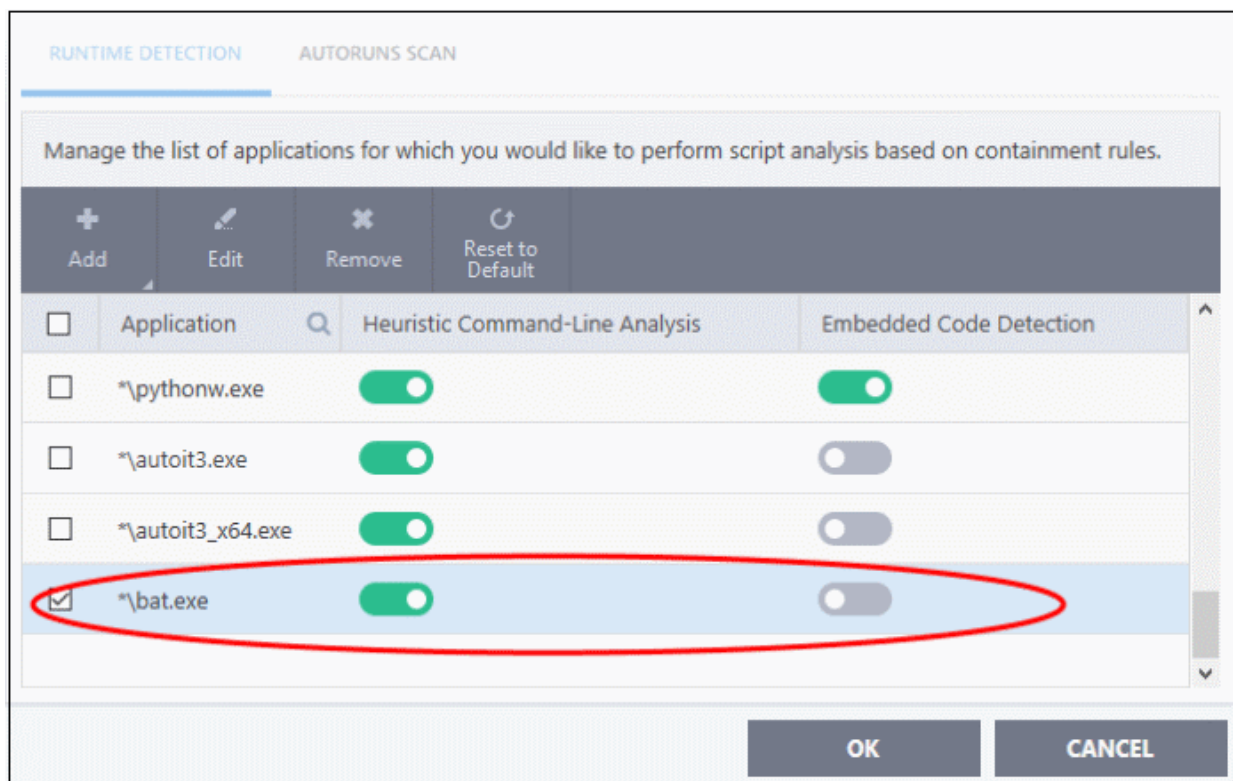 RUNTIME DETECTION AUTORUNS SCAN
Manage the list of applications for which you would like to perform script analysis based on containment rules.
Add Edit Remove Reset to Default
Application Heuristic Command-Line Analysis Embedded Code Detection
*\pythonw.exe
*\autoit3.exe
*\autoit3_x64.exe
*\bat.exe
OK CANCEL